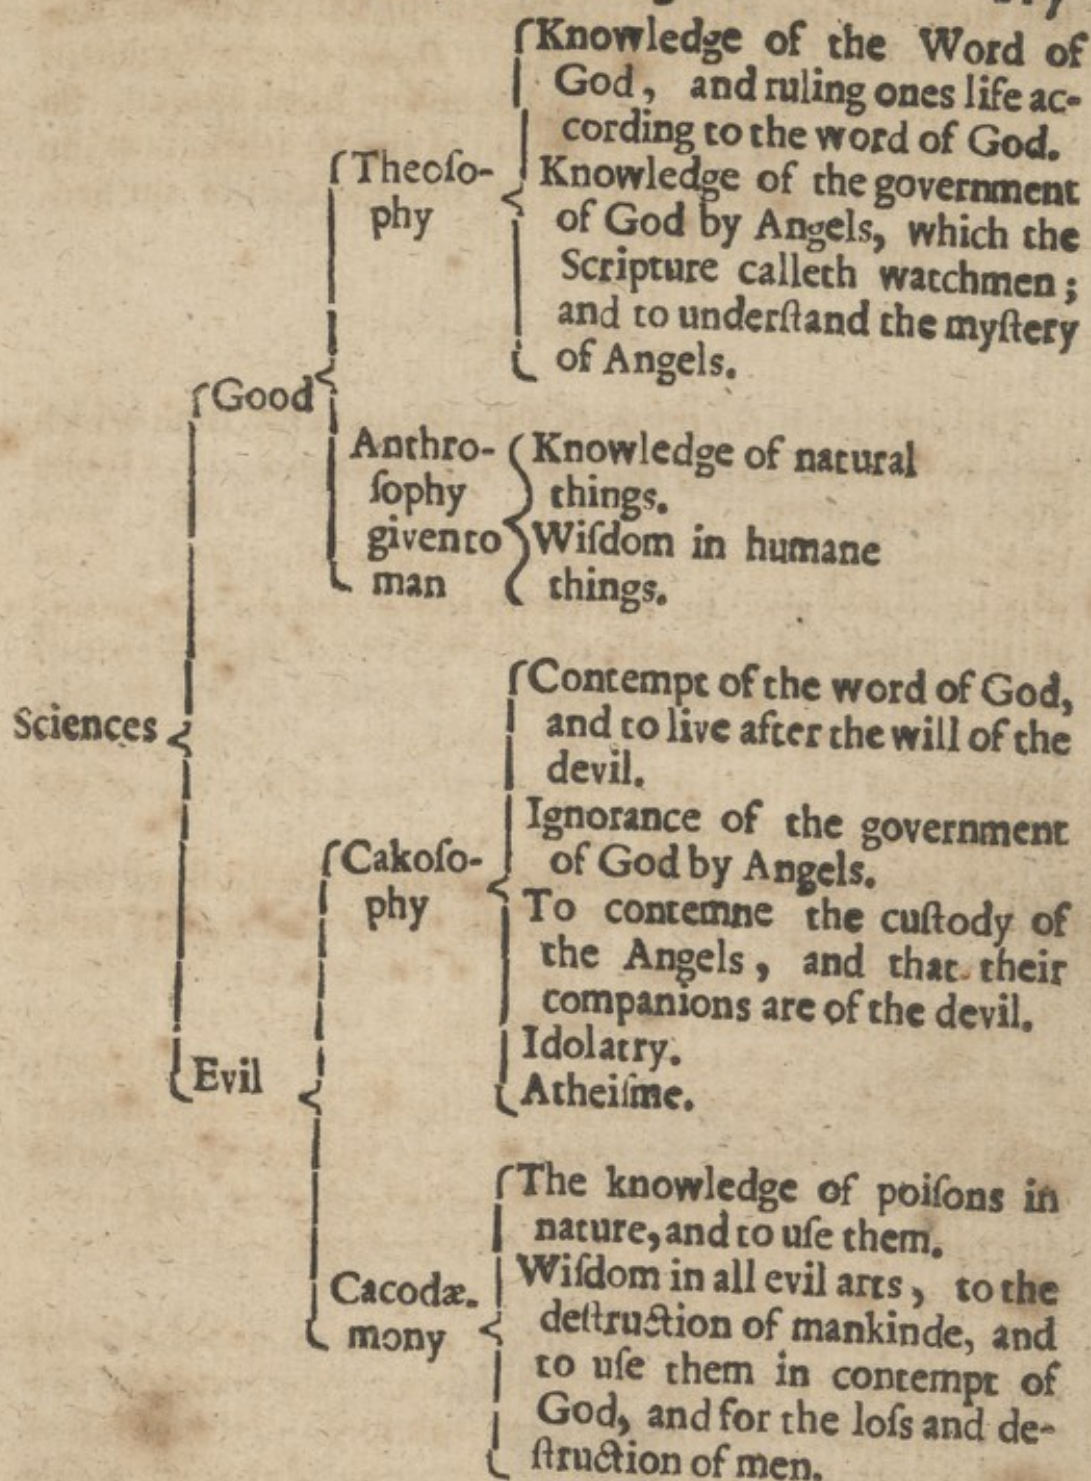 Knowledge of the Word of
God, and ruling ones life ac-
cording to the word of God.
Theoſo-
phy
Knowledge of the government
of God by Angels, which the
Scripture calleth watchmen;
and to underſtand the myſtery
of Angels.
Good
Anthro-
ſophy
given to
man
Knowledge of natural
things.
Wiſdom in humane
things.
Sciences
Contempt of the word of God,
and to live after the will of the
devil.
Ignorance of the government
of God by Angels.
Cakoſo-
phy
To contemne the cuſtody of
the Angels, and that their
companions are of the devil.
Idolatry.
Atheiſme.
Evil
The knowledge of poiſons in
nature, and to uſe them.
Cacodæ.
mony
Wiſdom in all evil arts, to the
deſtruction of mankinde, and
to uſe them in contempt of
God, and for the loſs and de-
ſtruction of men.